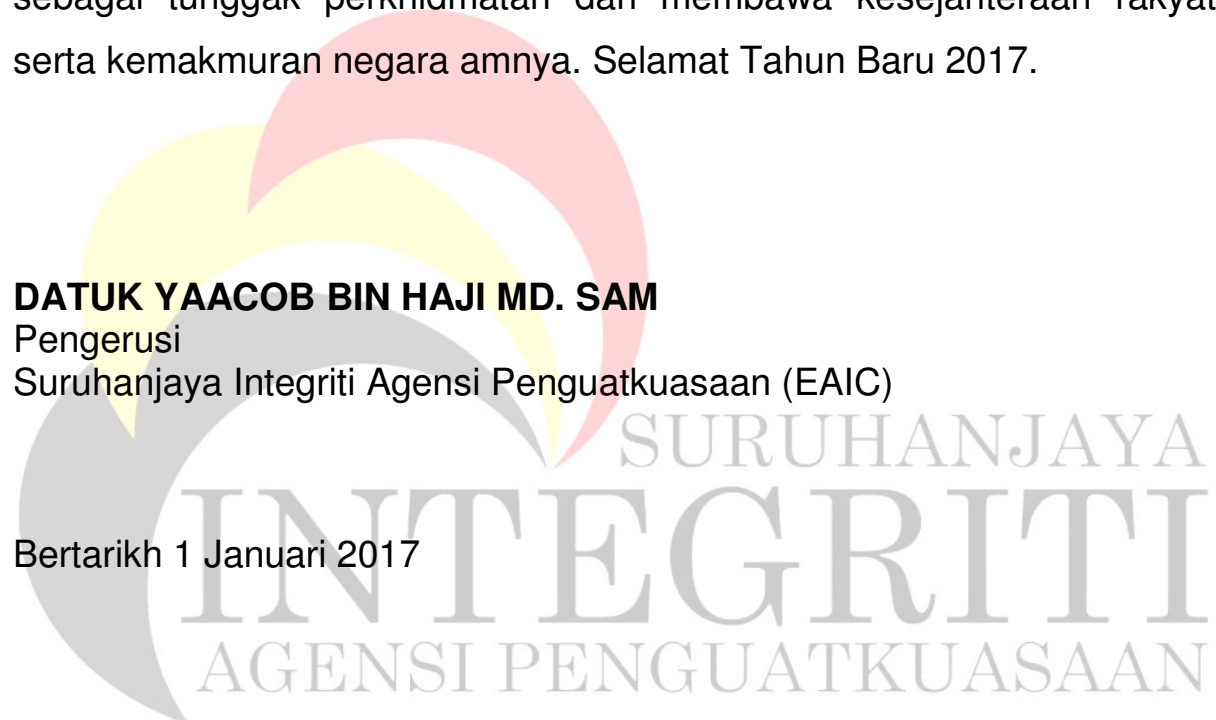 sebagai tunggak perkhidmatan dan membawa kesejahteraan rakyat
serta kemakmuran negara amnya. Selamat Tahun Baru 2017.
DATUK YAACOB BIN HAJI MD. SAM
Pengerusi
Suruhanjaya Integriti Agensi Penguatkuasaan (EAIC)
SURUHANJAYA
INTEGRITI
Bertarikh 1 Januari 2017
AGENSI PENGUATKUASAAN